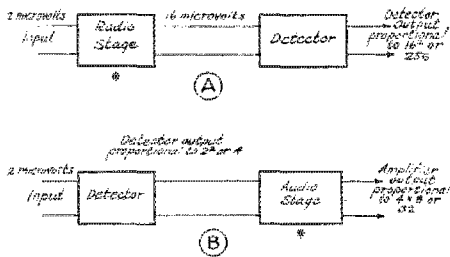 2 microvolts
Input
Radio
Stage
*
16 microvolts
Detector
Detector
output
proportional
to 16² or
256
A
Detector output
proportional to 2² or 4
2 microvolts
Input
Detector
Audio
Stage
*
Amplifier
output
proportional
to 4 × 8 or
32
B